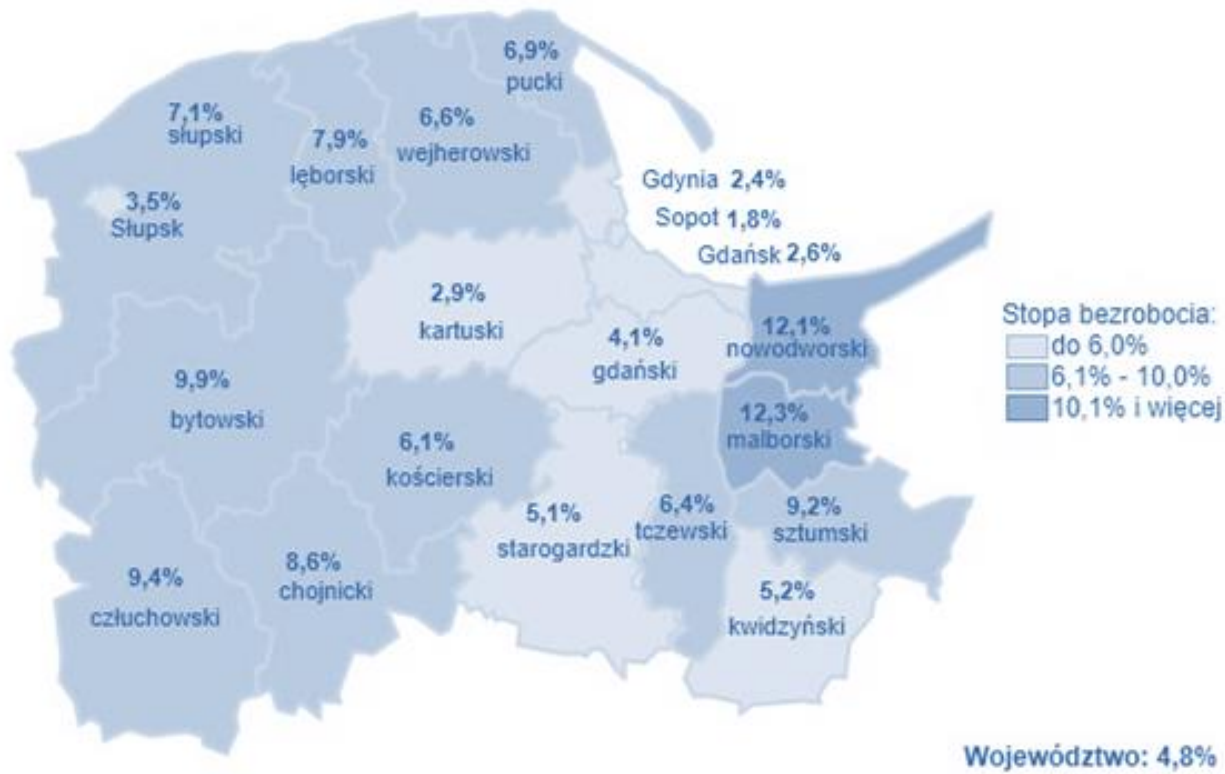 6,9%
pucki
7,1%
słupski
7,9%
lęborski
6,6%
wejherowski
Gdynia 2,4%
3,5%
Słupsk
Sopot 1,8%
Gdańsk 2,6%
2,9%
kartuski
4,1%
gdański
12,1%
nowodworski
Stopa bezrobocia:
do 6,0%
6,1% - 10,0%
10,1% i więcej
9,9%
bytowski
6,1%
kościerski
12,3%
malborski
5,1%
starogardzki
6,4%
tczewski
9,2%
sztumski
9,4%
człuchowski
8,6%
chojnicki
5,2%
kwidzyński
Województwo: 4,8%